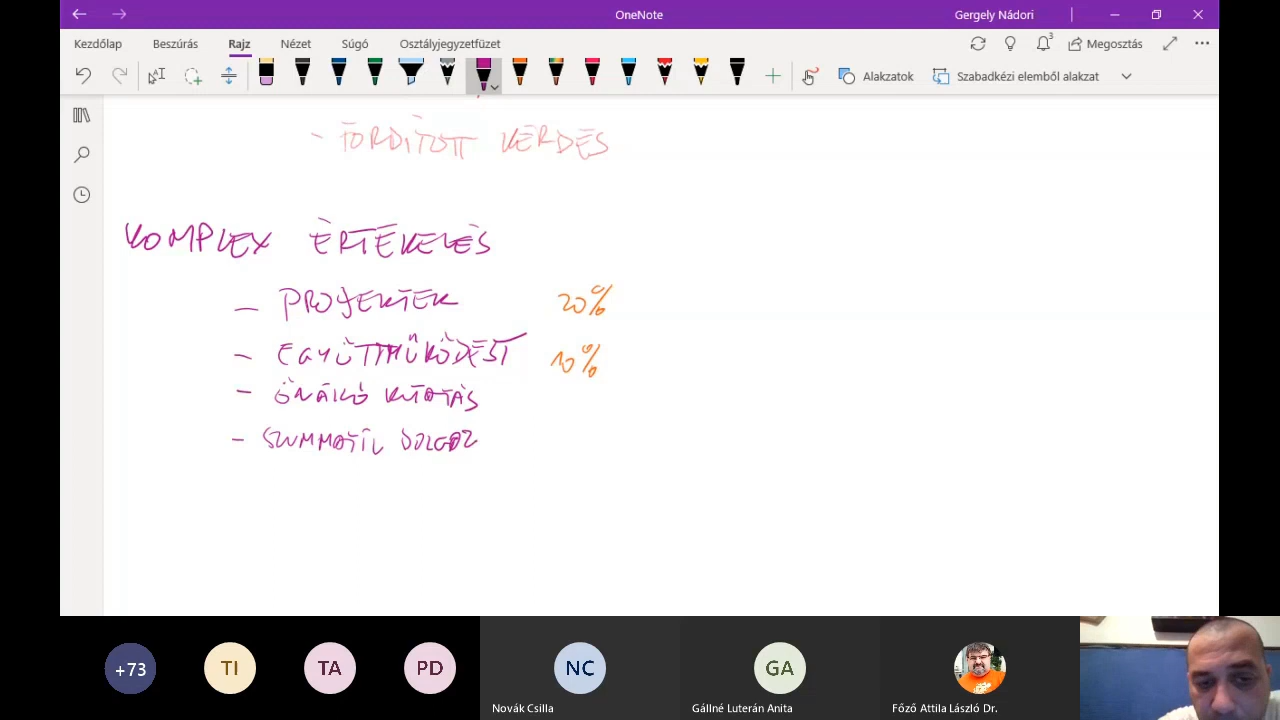 OneNote
Gergely Nádori
Kezdőlap Beszúrás Rajz Nézet Súgó Osztályjegyzetfüzet
3
Megosztás
Alakzatok
Szabadkézi elemből alakzat
- FORDÍTOTT KÉRDÉS
KOMPLEX ÉRTÉKELÉS
- PROJEKTEK 20%
- EGYÜTTMŰKÖDÉST 10%
- ÖNÁLLÓ KUTATÁS
- SZUMMATÍV DOLGOZ
+73 TI TA PD NC GA
Novák Csilla Gállné Luterán Anita Főző Attila László Dr.